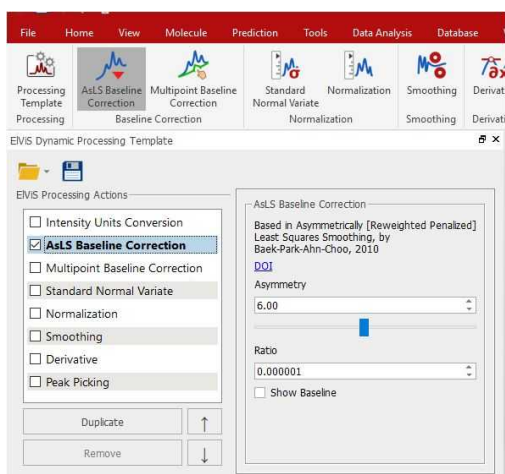 File Home View Molecule Prediction Tools Data Analysis Database
Processing Template
AsLS Baseline Correction
Multipoint Baseline Correction
Standard Normal Variate
Normalization
Smoothing
Processing Baseline Correction Normalization Smoothing
ElViS Dynamic Processing Template
ElViS Processing Actions
Intensity Units Conversion
AsLS Baseline Correction
Multipoint Baseline Correction
Standard Normal Variate
Normalization
Smoothing
Derivative
Peak Picking
Duplicate
Remove
AsLS Baseline Correction
Based in Asymmetrically [Reweighted Penalized]
Least Squares Smoothing, by
Baek-Park-Ahn-Choo, 2010
DOI
Asymmetry
6.00
Ratio
0.000001
Show Baseline